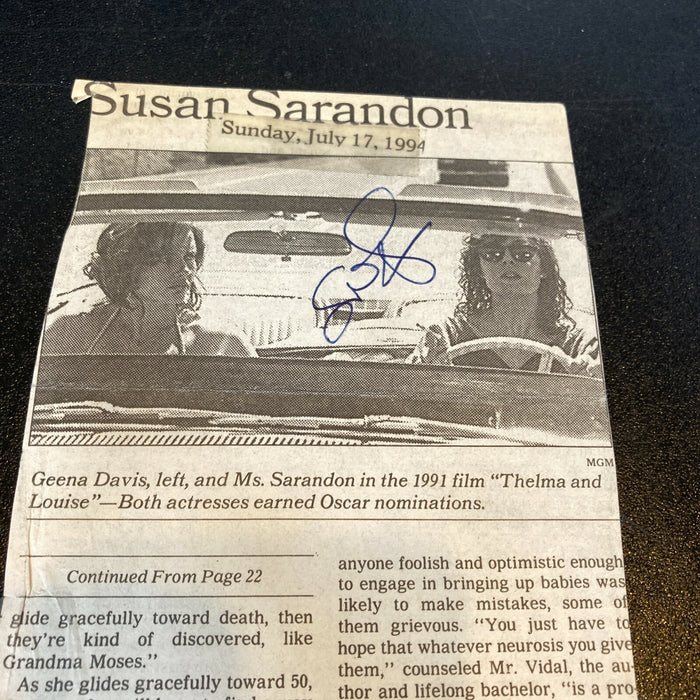 Susan Sarandon
Sunday, July 17, 1994
MGM
Geena Davis, left, and Ms. Sarandon in the 1991 film “Thelma and
Louise”—Both actresses earned Oscar nominations.
Continued From Page 22
glide gracefully toward death, then
they’re kind of discovered, like
Grandma Moses.”
As she glides gracefully toward 50,
anyone foolish and optimistic enough
to engage in bringing up babies was
likely to make mistakes, some of
them grievous. “You just have to
hope that whatever neurosis you give
them,” counseled Mr. Vidal, the au-
thor and lifelong bachelor, “is a pro-